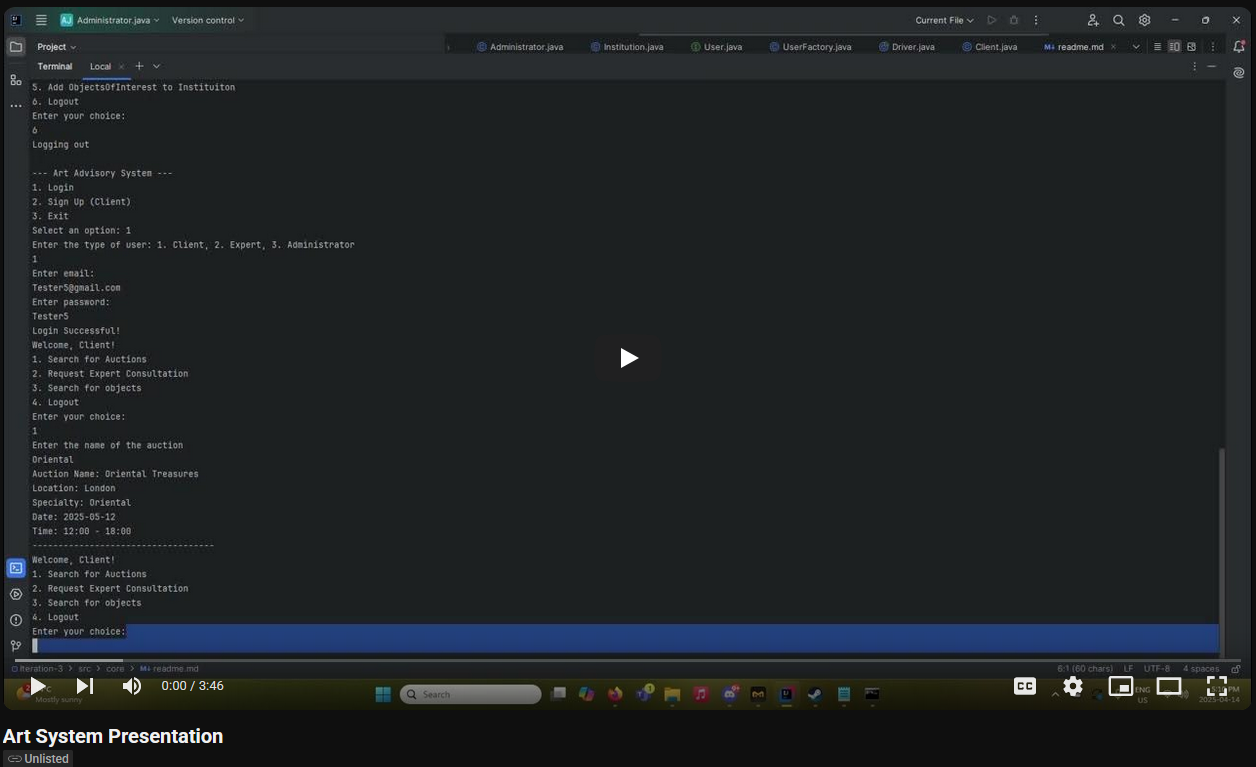 AJ Administrator.java Version control Current File
Project Administrator.java Institution.java User.java UserFactory.java Driver.java Client.java M↓ readme.md
Terminal Local
5. Add ObjectsOfInterest to Instituiton
6. Logout
Enter your choice:
6
Logging out
--- Art Advisory System ---
1. Login
2. Sign Up (Client)
3. Exit
Select an option: 1
Enter the type of user: 1. Client, 2. Expert, 3. Administrator
1
Enter email:
Tester5@gmail.com
Enter password:
Tester5
Login Successful!
Welcome, Client!
1. Search for Auctions
2. Request Expert Consultation
3. Search for objects
4. Logout
Enter your choice:
1
Enter the name of the auction
Oriental
Auction Name: Oriental Treasures
Location: London
Specialty: Oriental
Date: 2025-05-12
Time: 12:00 - 18:00
-----------------------------------
Welcome, Client!
1. Search for Auctions
2. Request Expert Consultation
3. Search for objects
4. Logout
Enter your choice:
Iteration-3 > src > core > M↓ readme.md 6:1 (60 chars) LF UTF-8 4 spaces
0:00 / 3:46 Search CC ENG
Mostly sunny US 2025-04-14
Art System Presentation
Unlisted